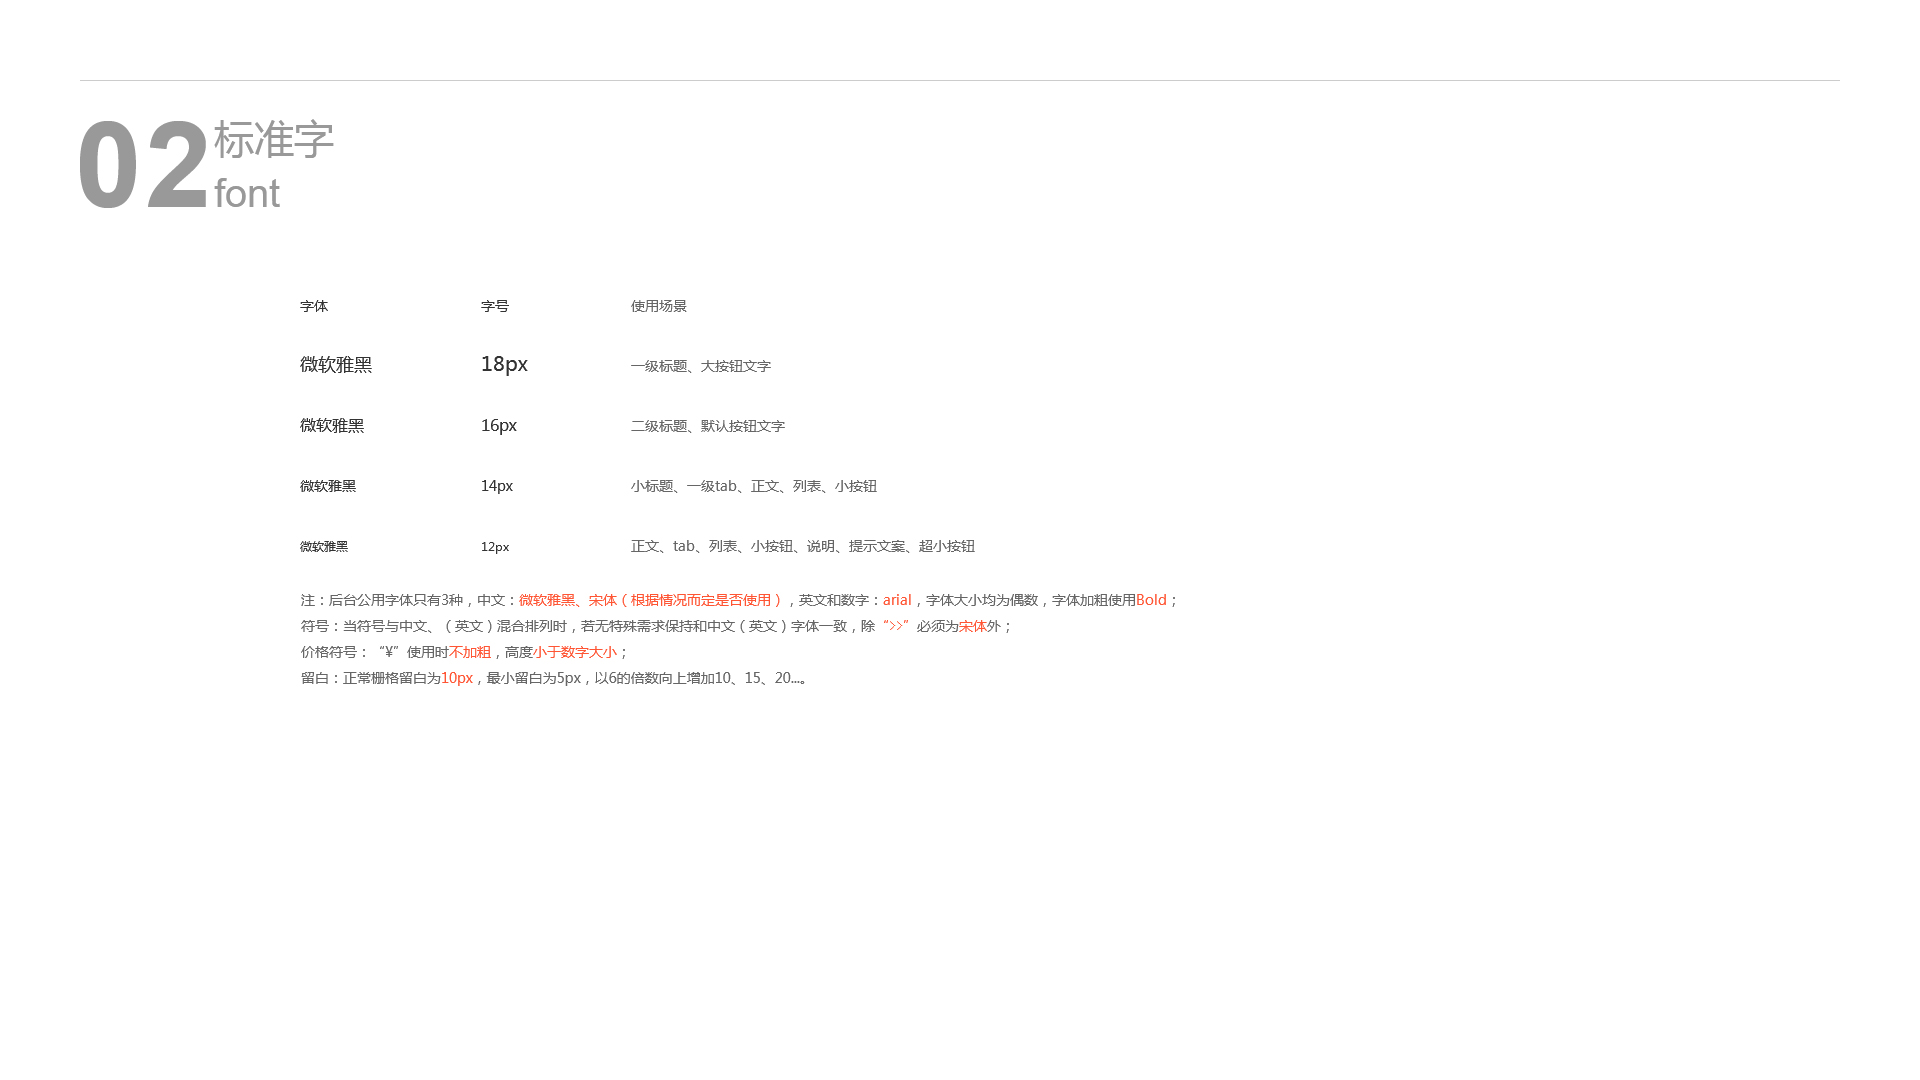 02
标准字
font
字体 字号 使用场景
微软雅黑 18px 一级标题、大按钮文字
微软雅黑 16px 二级标题、默认按钮文字
微软雅黑 14px 小标题、一级tab、正文、列表、小按钮
微软雅黑 12px 正文、tab、列表、小按钮、说明、提示文案、超小按钮
注：后台公用字体只有3种，中文：微软雅黑、宋体（根据情况而定是否使用），英文和数字：arial，字体大小均为偶数，字体加粗使用Bold；
符号：当符号与中文、（英文）混合排列时，若无特殊需求保持和中文（英文）字体一致，除“>>”必须为宋体外；
价格符号：“¥”使用时不加粗，高度小于数字大小；
留白：正常栅格留白为10px，最小留白为5px，以6的倍数向上增加10、15、20...。